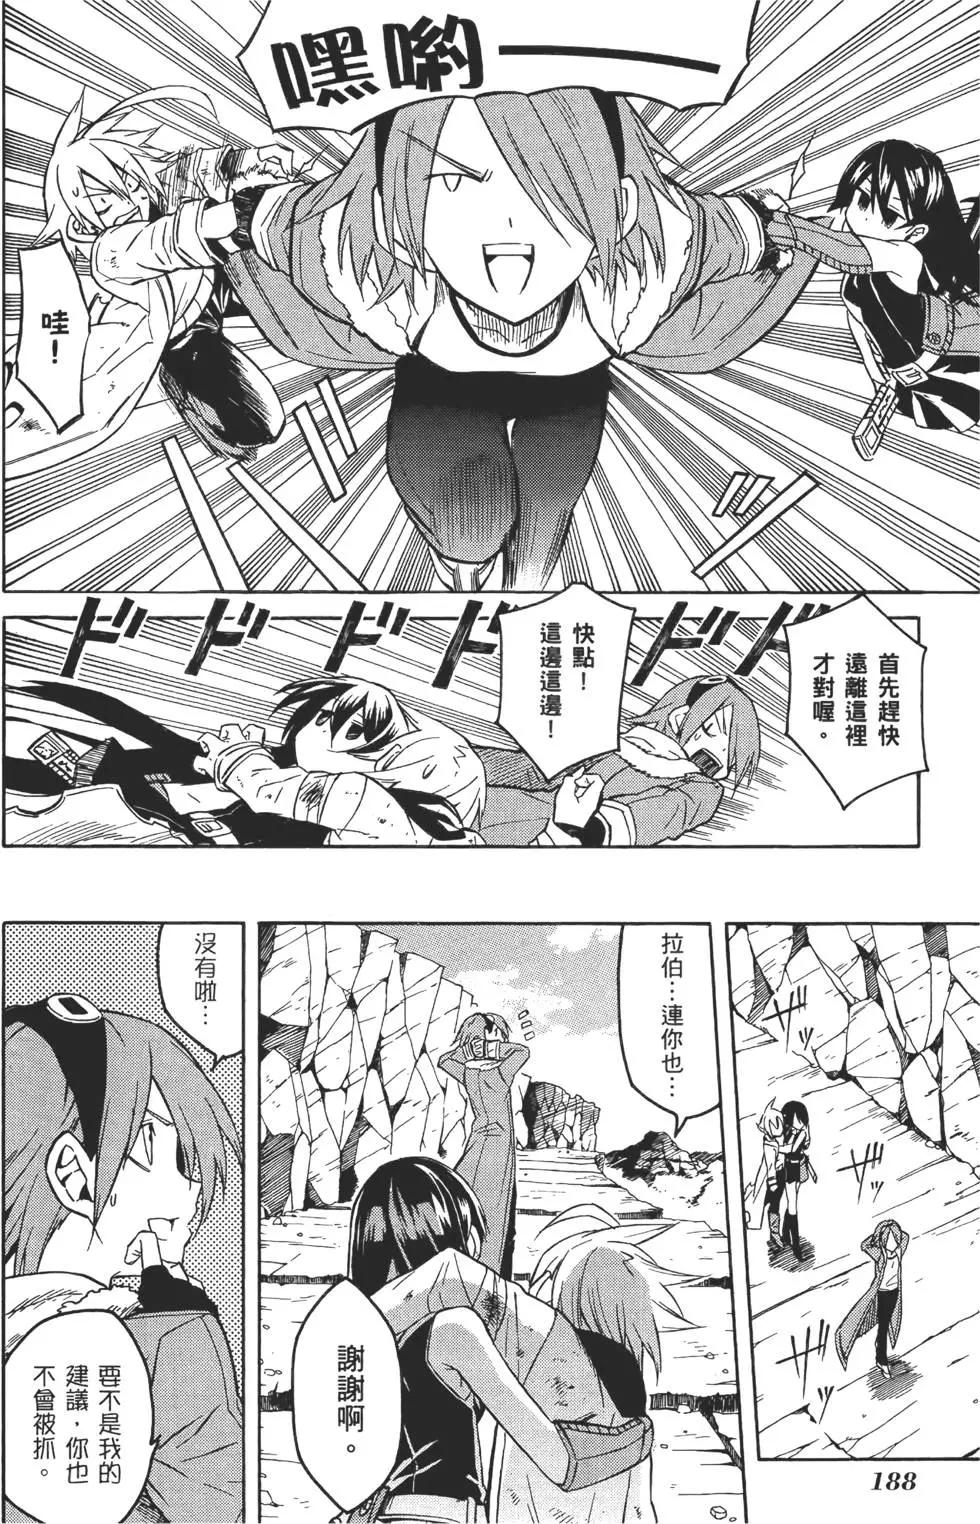 嘿喲——
哇！
首先趕快
遠離這裡
才對喔。
快點！
這邊這邊！
ドドドドドド
拉伯…連你也…
謝謝啊。
沒有啦…
要不是我的
建議，你也
不會被抓。
188